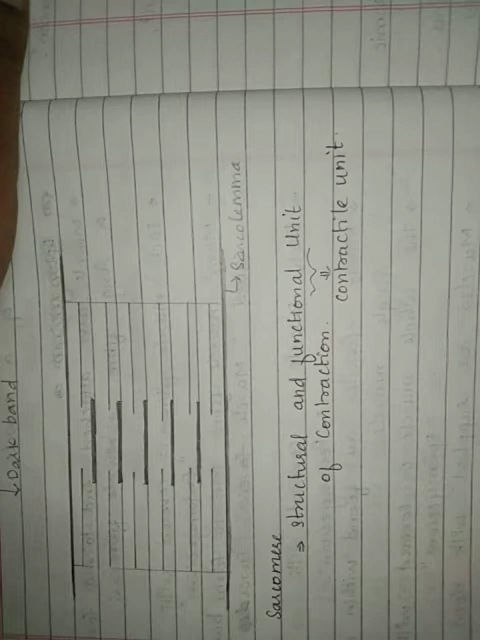 ↳ Dark band
↳ Sarcolemma
Sarcomere
⇒ structural and functional Unit
of contraction.
⇓
contractile unit.